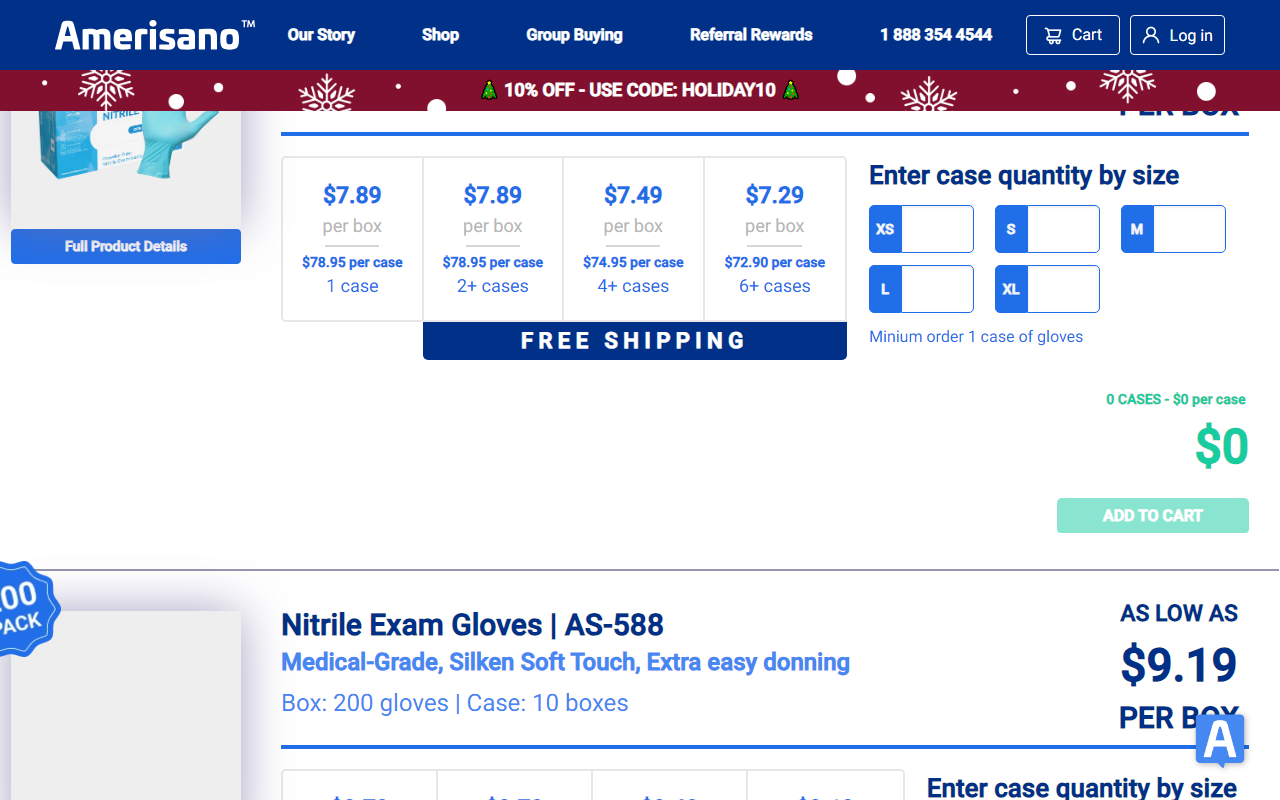 Amerisano™
Our Story
Shop
Group Buying
Referral Rewards
1 888 354 4544
Cart
Log in
10% OFF - USE CODE: HOLIDAY10
NITRILE
PER BOX
Full Product Details
$7.89
per box
$78.95 per case
1 case
$7.89
per box
$78.95 per case
2+ cases
$7.49
per box
$74.95 per case
4+ cases
$7.29
per box
$72.90 per case
6+ cases
FREE SHIPPING
Enter case quantity by size
XS
S
M
L
XL
Minium order 1 case of gloves
0 CASES - $0 per case
$0
ADD TO CART
Nitrile Exam Gloves | AS-588
Medical-Grade, Silken Soft Touch, Extra easy donning
Box: 200 gloves | Case: 10 boxes
AS LOW AS
$9.19
PER BOX
A
Enter case quantity by size